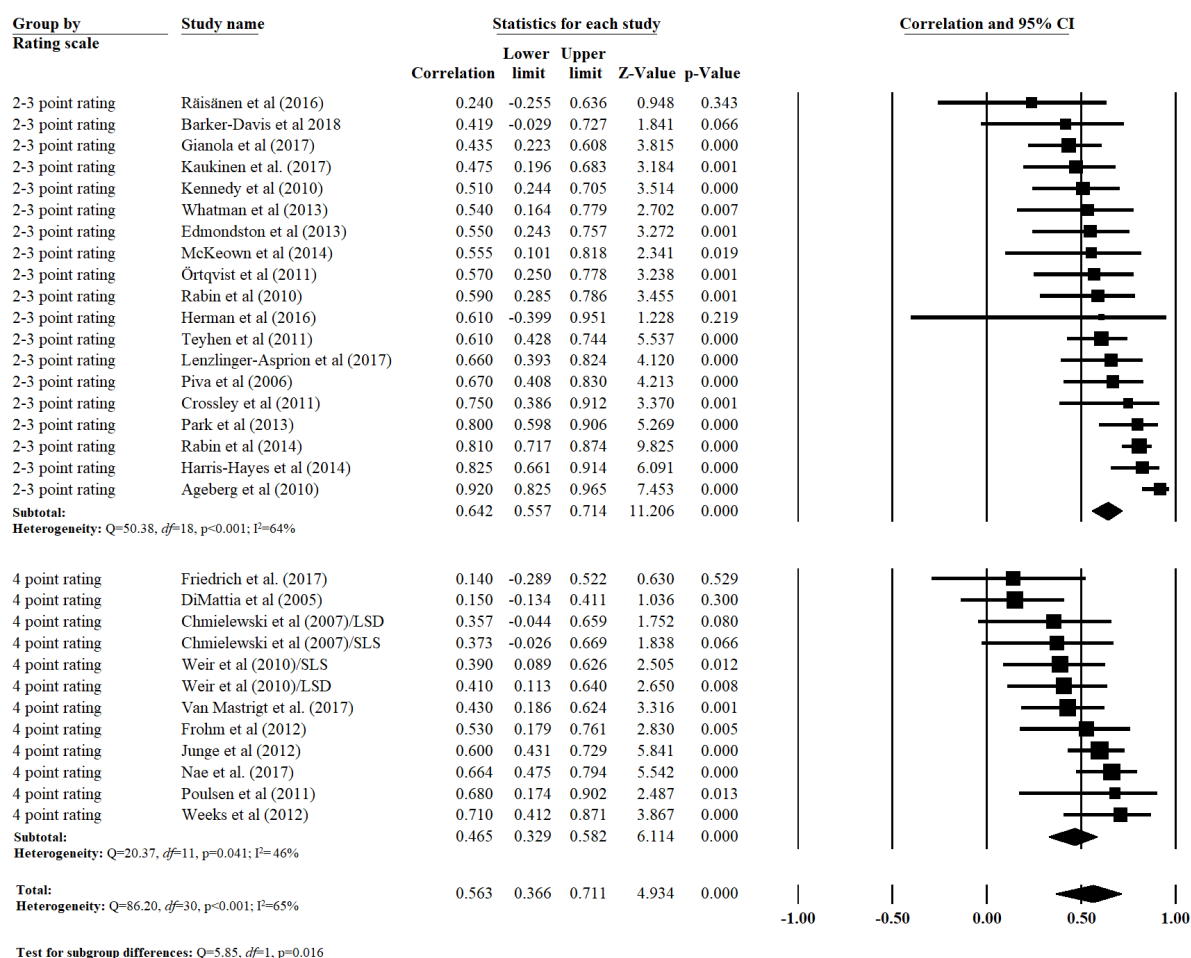 Group by Study name Statistics for each study Correlation and 95% CI
Rating scale
Lower Upper
Correlation limit limit Z-Value p-Value
2-3 point rating Räisänen et al (2016) 0.240 -0.255 0.636 0.948 0.343
2-3 point rating Barker-Davis et al 2018 0.419 -0.029 0.727 1.841 0.066
2-3 point rating Gianola et al (2017) 0.435 0.223 0.608 3.815 0.000
2-3 point rating Kaukinen et al. (2017) 0.475 0.196 0.683 3.184 0.001
2-3 point rating Kennedy et al (2010) 0.510 0.244 0.705 3.514 0.000
2-3 point rating Whatman et al (2013) 0.540 0.164 0.779 2.702 0.007
2-3 point rating Edmondston et al (2013) 0.550 0.243 0.757 3.272 0.001
2-3 point rating McKeown et al (2014) 0.555 0.101 0.818 2.341 0.019
2-3 point rating Örtqvist et al (2011) 0.570 0.250 0.778 3.238 0.001
2-3 point rating Rabin et al (2010) 0.590 0.285 0.786 3.455 0.001
2-3 point rating Herman et al (2016) 0.610 -0.399 0.951 1.228 0.219
2-3 point rating Teyhen et al (2011) 0.610 0.428 0.744 5.537 0.000
2-3 point rating Lenzlinger-Asprion et al (2017) 0.660 0.393 0.824 4.120 0.000
2-3 point rating Piva et al (2006) 0.670 0.408 0.830 4.213 0.000
2-3 point rating Crossley et al (2011) 0.750 0.386 0.912 3.370 0.001
2-3 point rating Park et al (2013) 0.800 0.598 0.906 5.269 0.000
2-3 point rating Rabin et al (2014) 0.810 0.717 0.874 9.825 0.000
2-3 point rating Harris-Hayes et al (2014) 0.825 0.661 0.914 6.091 0.000
2-3 point rating Ageberg et al (2010) 0.920 0.825 0.965 7.453 0.000
Subtotal: 0.642 0.557 0.714 11.206 0.000
Heterogeneity: Q=50.38, df=18, p<0.001; I²=64%
4 point rating Friedrich et al. (2017) 0.140 -0.289 0.522 0.630 0.529
4 point rating DiMattia et al (2005) 0.150 -0.134 0.411 1.036 0.300
4 point rating Chmielewski et al (2007)/LSD 0.357 -0.044 0.659 1.752 0.080
4 point rating Chmielewski et al (2007)/SLS 0.373 -0.026 0.669 1.838 0.066
4 point rating Weir et al (2010)/SLS 0.390 0.089 0.626 2.505 0.012
4 point rating Weir et al (2010)/LSD 0.410 0.113 0.640 2.650 0.008
4 point rating Van Mastrigt et al. (2017) 0.430 0.186 0.624 3.316 0.001
4 point rating Frohm et al (2012) 0.530 0.179 0.761 2.830 0.005
4 point rating Junge et al (2012) 0.600 0.431 0.729 5.841 0.000
4 point rating Nae et al. (2017) 0.664 0.475 0.794 5.542 0.000
4 point rating Poulsen et al (2011) 0.680 0.174 0.902 2.487 0.013
4 point rating Weeks et al (2012) 0.710 0.412 0.871 3.867 0.000
Subtotal: 0.465 0.329 0.582 6.114 0.000
Heterogeneity: Q=20.37, df=11, p=0.041; I²= 46%
Total: 0.563 0.366 0.711 4.934 0.000
Heterogeneity: Q=86.20, df=30, p<0.001; I²=65%
-1.00 -0.50 0.00 0.50 1.00
Test for subgroup differences: Q=5.85, df=1, p=0.016